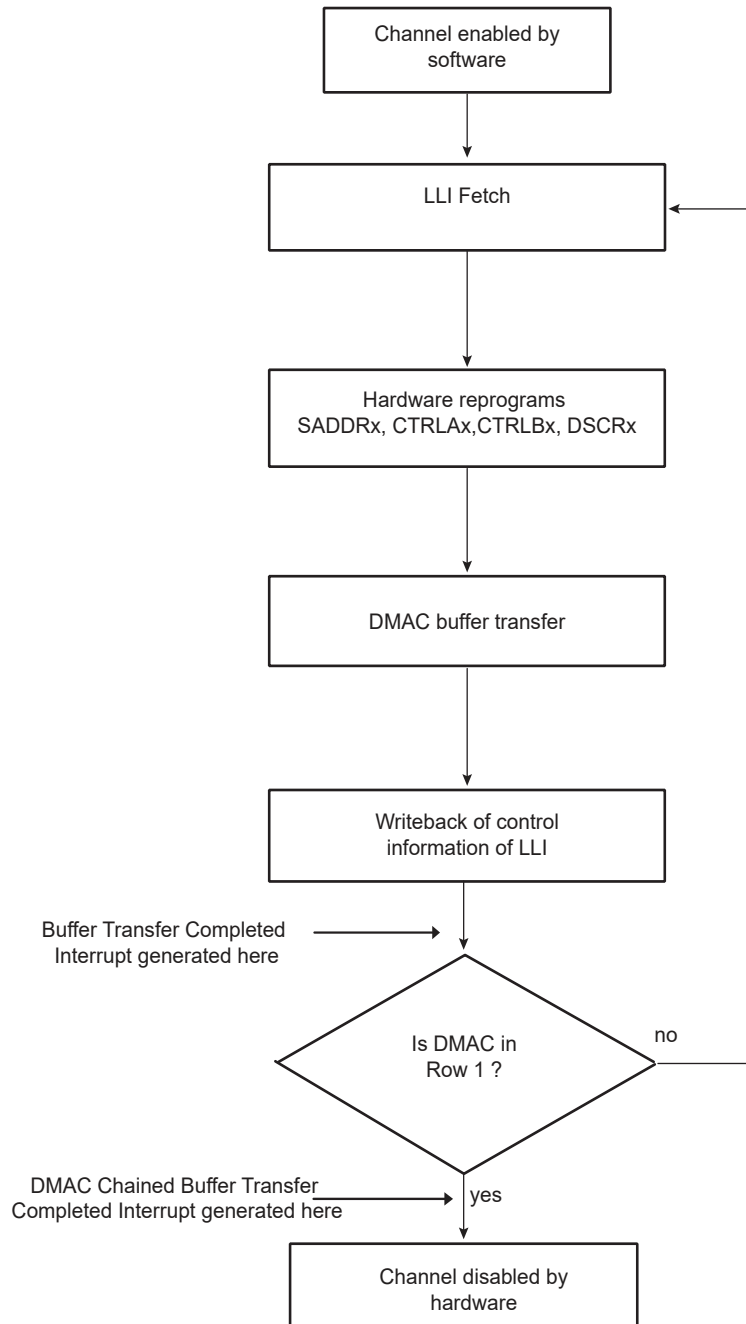 Channel enabled by
software
LLI Fetch
Hardware reprograms
SADDRx, CTRLAx,CTRLBx, DSCRx
DMAC buffer transfer
Writeback of control
information of LLI
Buffer Transfer Completed
Interrupt generated here
Is DMAC in
Row 1 ?
no
DMAC Chained Buffer Transfer
Completed Interrupt generated here
yes
Channel disabled by
hardware